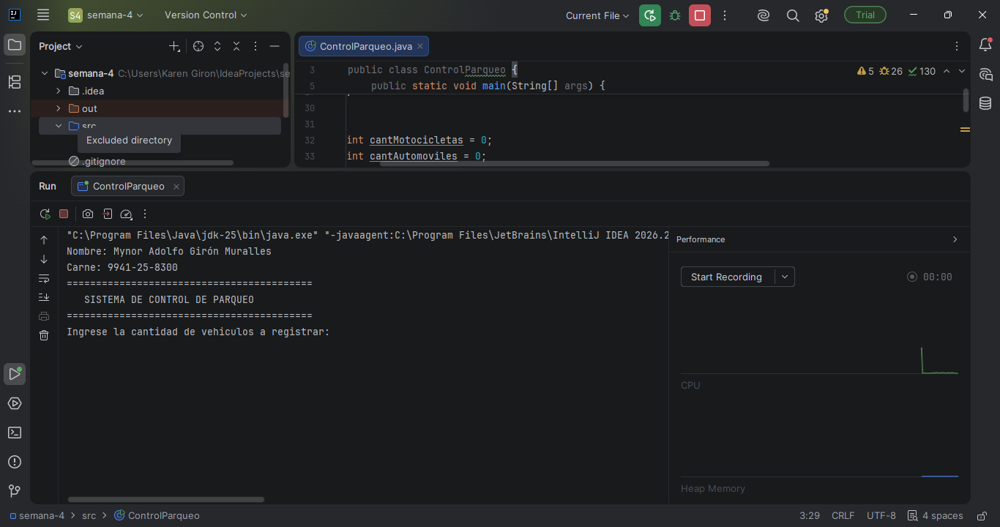 S4 semana-4 Version Control Current File Trial
Project
semana-4 C:\Users\Karen Giron\IdeaProjects\se
.idea
out
src
Excluded directory
.gitignore
ControlParqueo.java
3 public class ControlParqueo {
5 public static void main(String[] args) {
5 26 130
30
31
32 int cantMotocicletas = 0;
33 int cantAutomoviles = 0;
Run ControlParqueo
"C:\Program Files\Java\jdk-25\bin\java.exe" "-javaagent:C:\Program Files\JetBrains\IntelliJ IDEA 2026.2
Nombre: Mynor Adolfo Girón Muralles
Carne: 9941-25-8300
==========================================
SISTEMA DE CONTROL DE PARQUEO
==========================================
Ingrese la cantidad de vehiculos a registrar:
Performance
Start Recording 00:00
CPU
Heap Memory
semana-4 > src > ControlParqueo 3:29 CRLF UTF-8 4 spaces